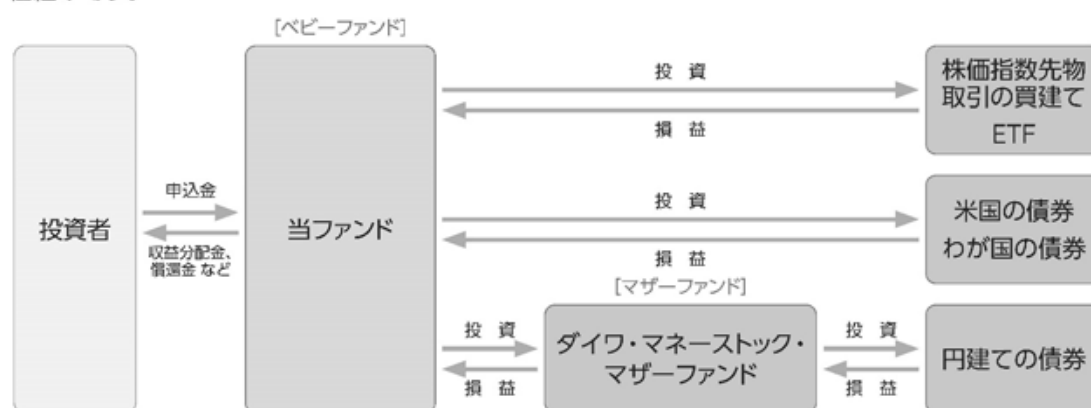 [ベビーファンド]
投資者
申込金
収益分配金、
償還金 など
当ファンド
投 資
損 益
株価指数先物
取引の買建て
ETF
投 資
損 益
米国の債券
わが国の債券
[マザーファンド]
投 資
損 益
ダイワ・マネーストック・
マザーファンド
投 資
損 益
円建ての債券